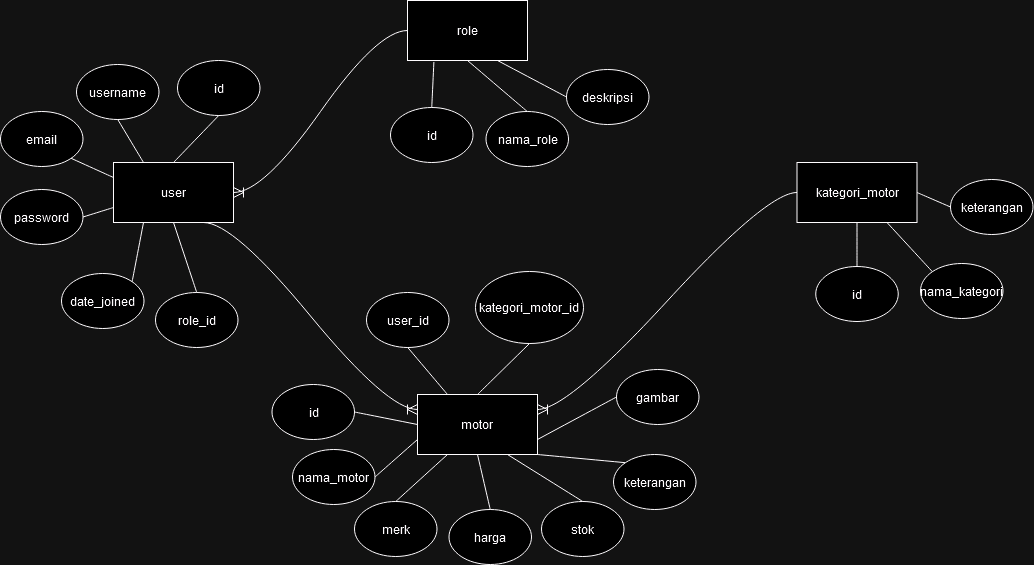 role
id
nama_role
deskripsi
username
id
email
user
password
date_joined
role_id
kategori_motor
keterangan
id
nama_kategori
user_id
kategori_motor_id
id
motor
gambar
nama_motor
keterangan
merk
harga
stok